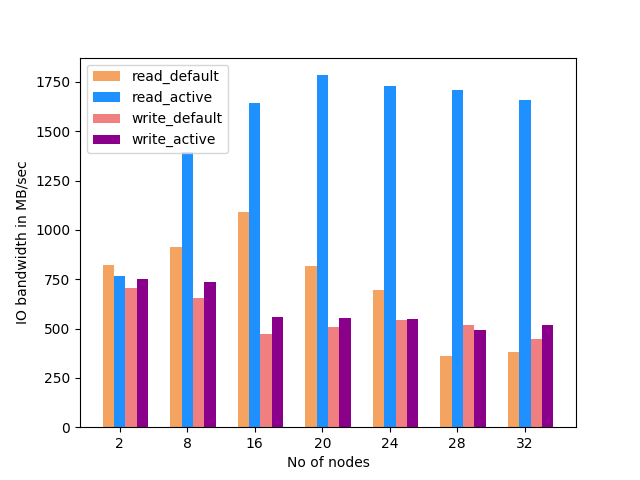 read_default
read_active
write_default
write_active
1750
1500
1250
1000
750
500
250
0
IO bandwidth in MB/sec
2 8 16 20 24 28 32
No of nodes